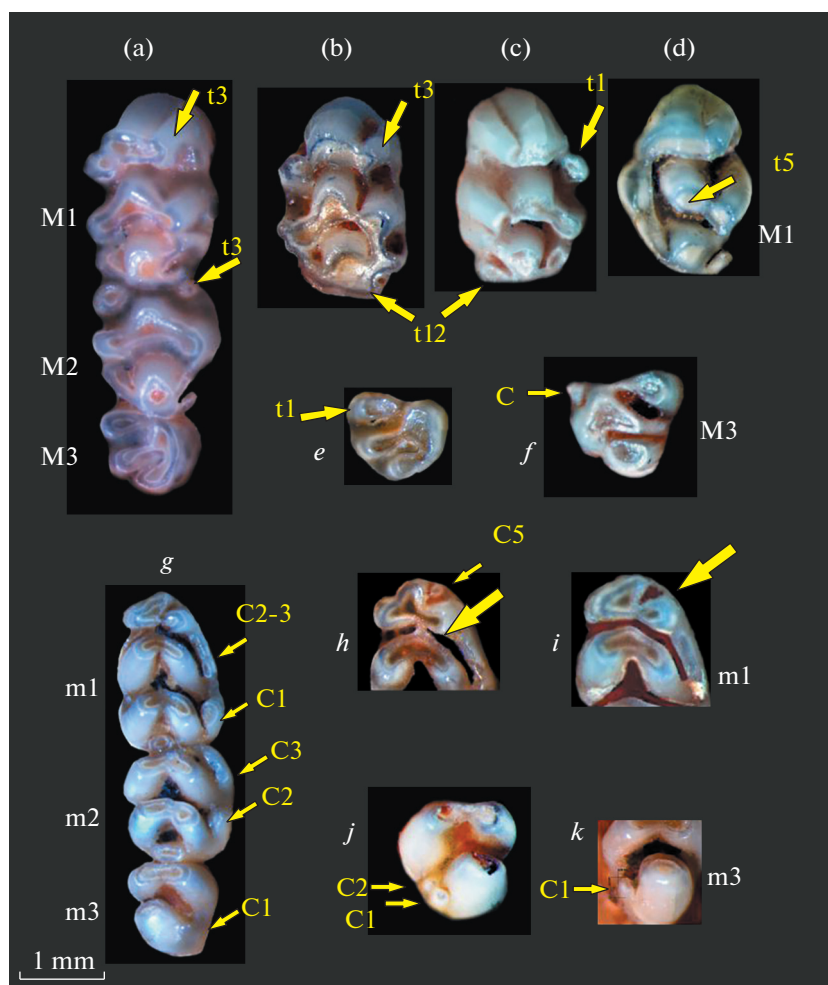 (a) (b) (c) (d)
t3 t3 t1
t5
M1 M1
t3
t12
M2
C
t1 M3
M3 e f
C5
g
C2-3
h i
m1 m1
C1
C3
C2
m2 j k
C2 C1 m3
C1
m3 C1
1 mm